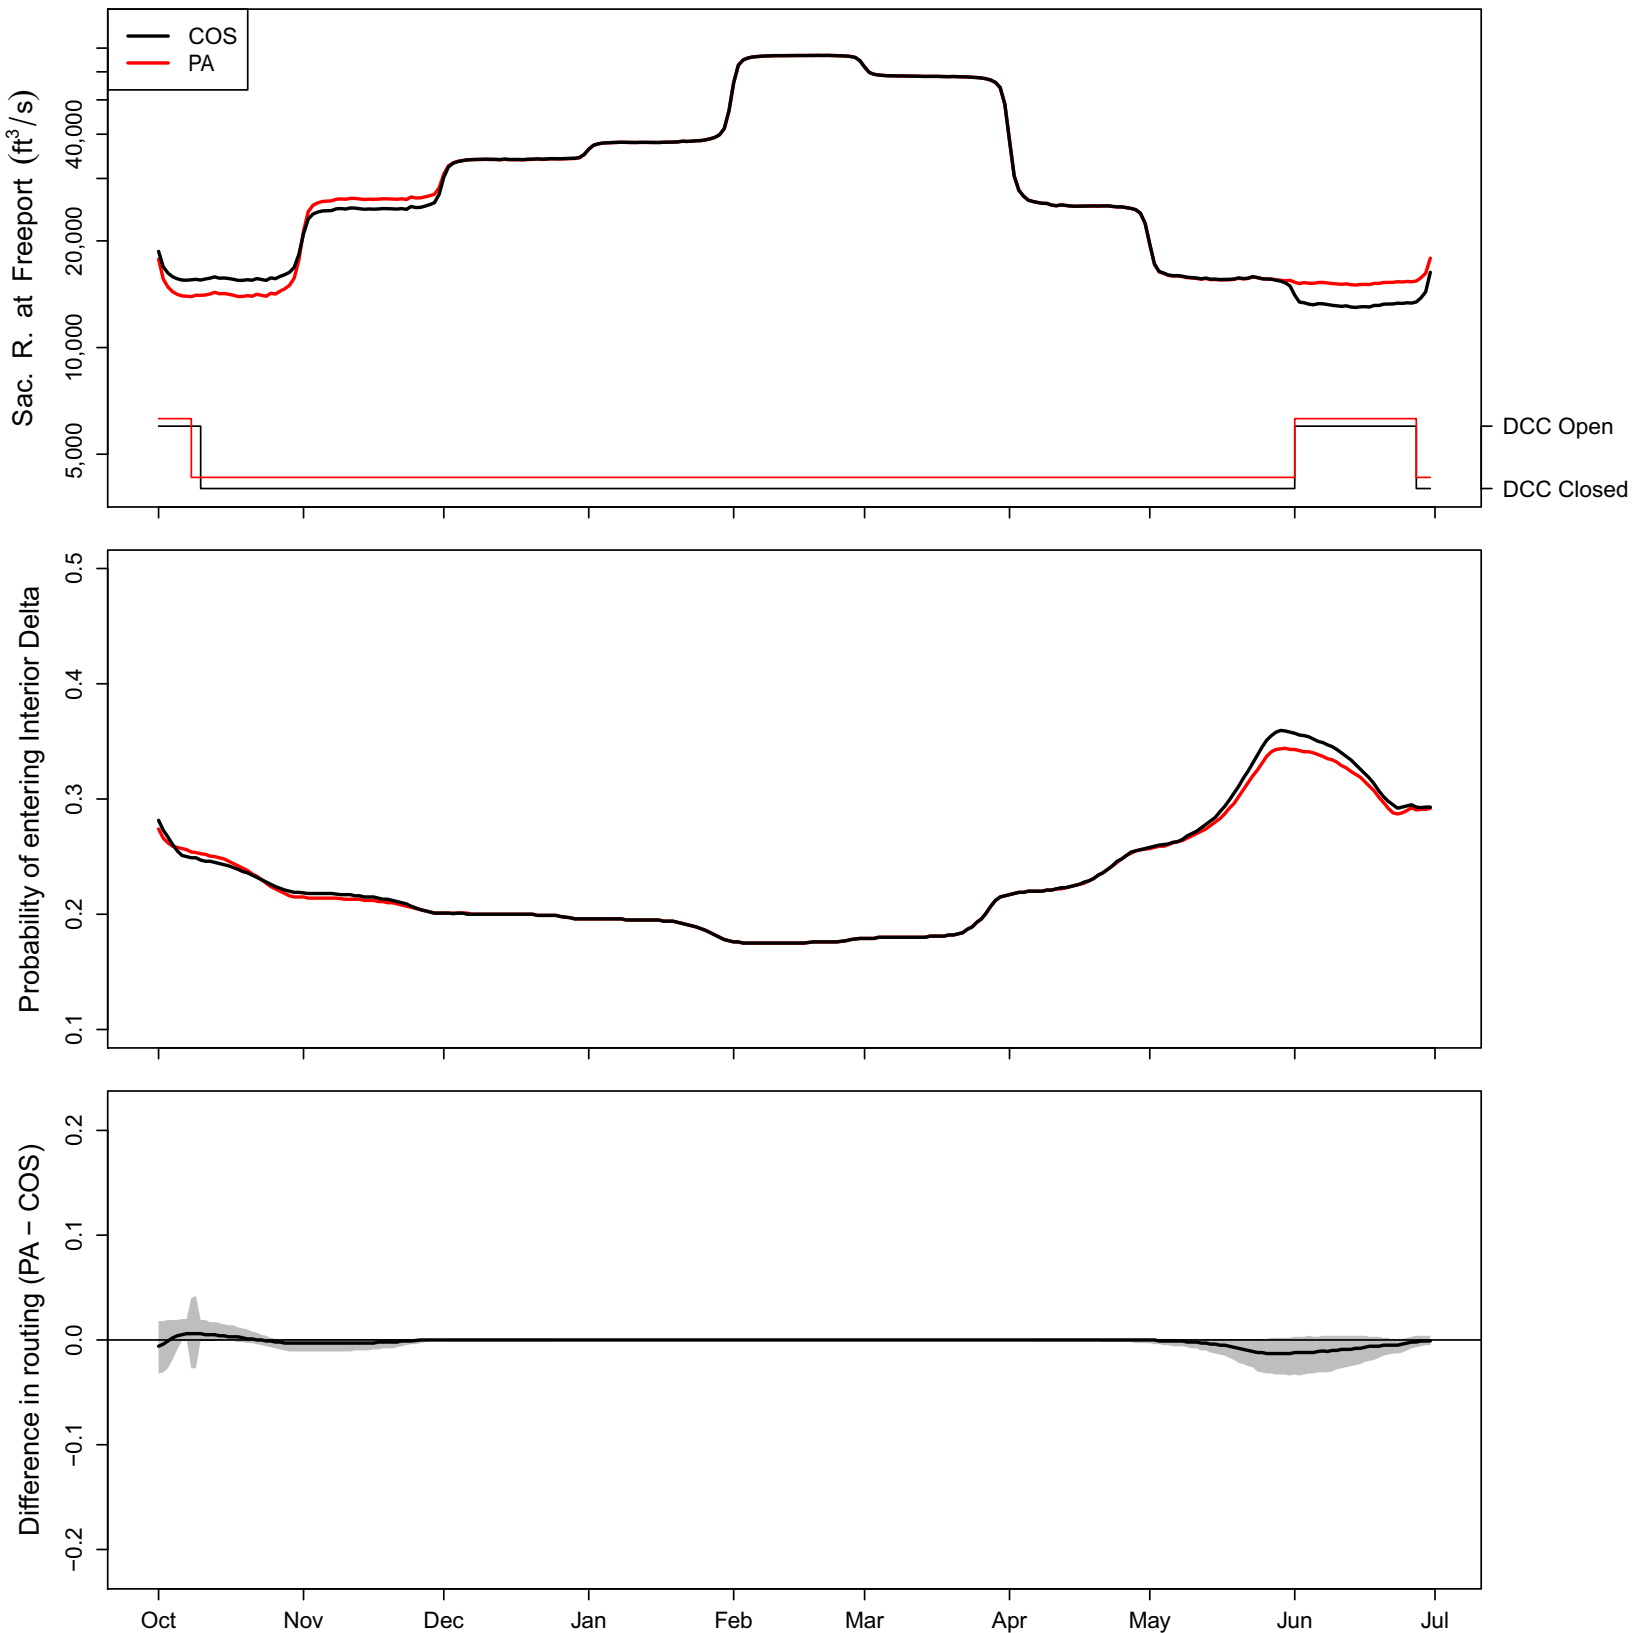 COS
PA
Sac. R. at Freeport (ft³/s)
40,000
20,000
10,000
5,000
DCC Open
DCC Closed
Probability of entering Interior Delta
0.5
0.4
0.3
0.2
0.1
Difference in routing (PA − COS)
0.2
0.1
0.0
−0.1
−0.2
Oct Nov Dec Jan Feb Mar Apr May Jun Jul